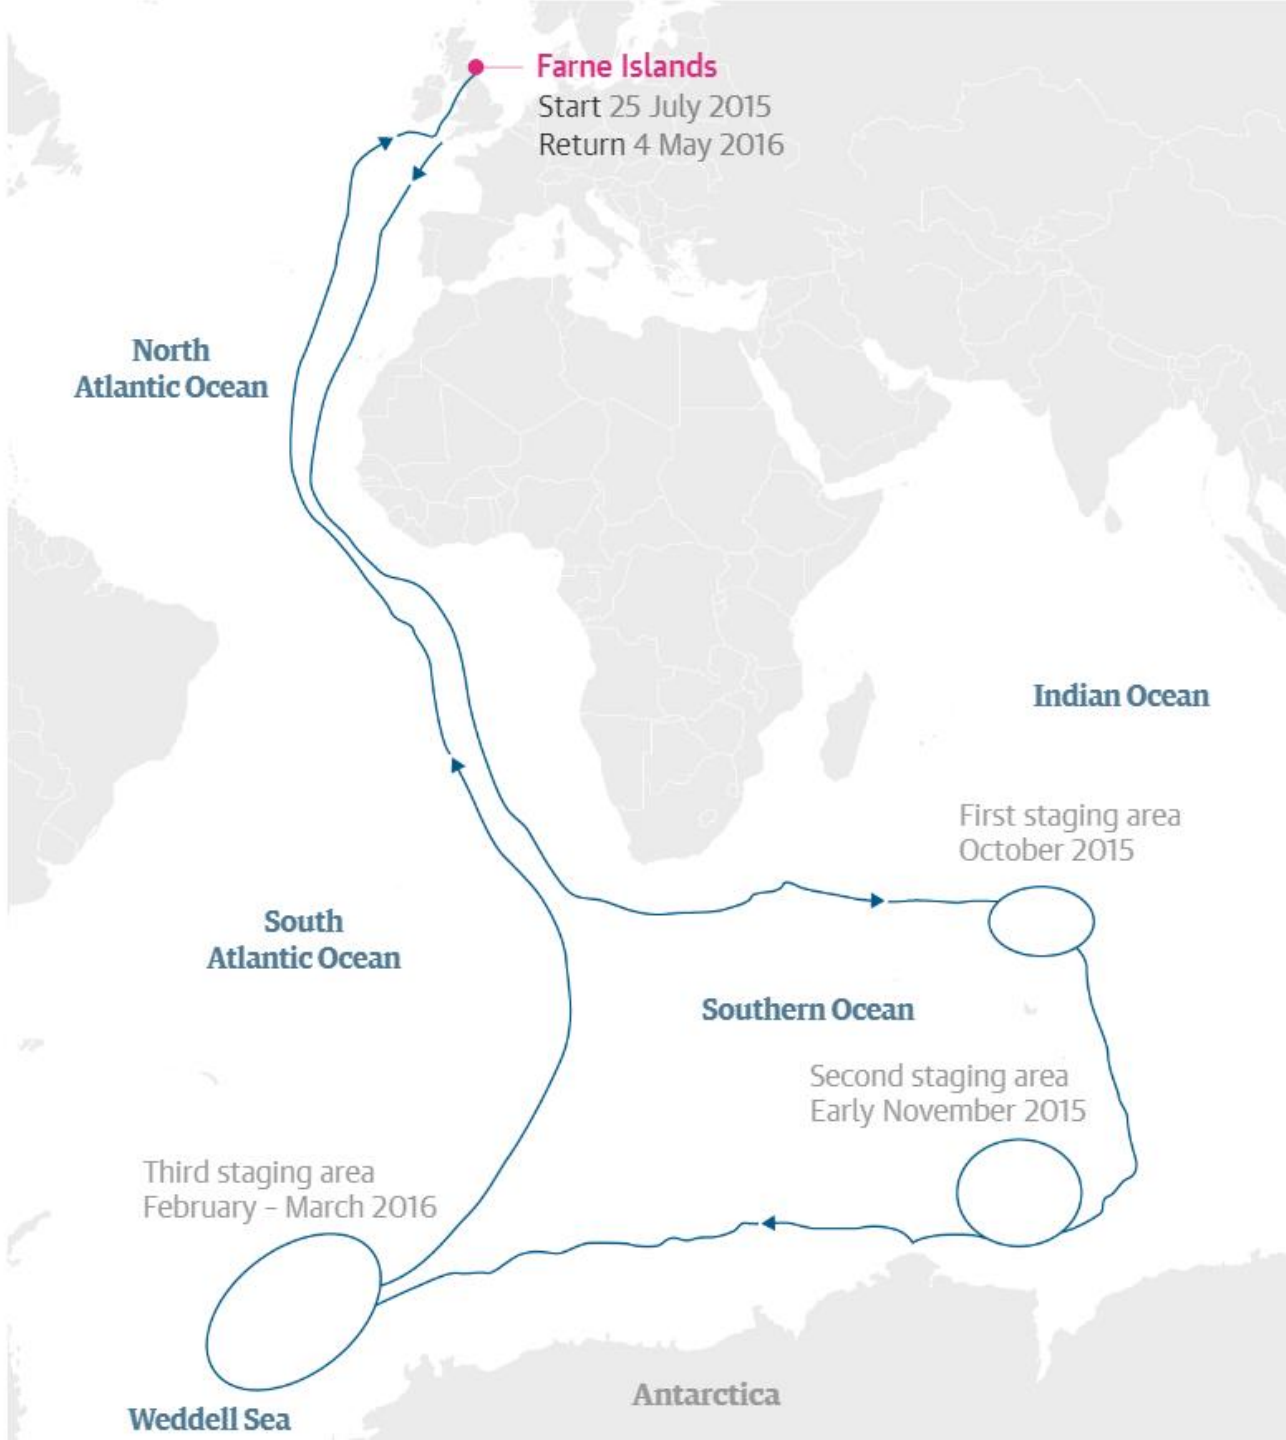 Farne Islands
Start 25 July 2015
Return 4 May 2016
North
Atlantic Ocean
Indian Ocean
First staging area
October 2015
South
Atlantic Ocean
Southern Ocean
Second staging area
Early November 2015
Third staging area
February – March 2016
Antarctica
Weddell Sea